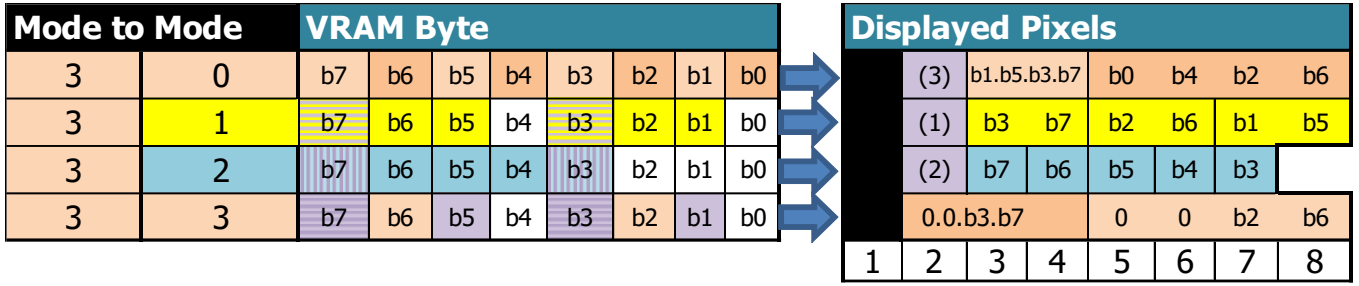 Mode to Mode VRAM Byte Displayed Pixels
3 0 b7 b6 b5 b4 b3 b2 b1 b0 (3) b1.b5.b3.b7 b0 b4 b2 b6
3 1 b7 b6 b5 b4 b3 b2 b1 b0 (1) b3 b7 b2 b6 b1 b5
3 2 b7 b6 b5 b4 b3 b2 b1 b0 (2) b7 b6 b5 b4 b3
3 3 b7 b6 b5 b4 b3 b2 b1 b0 0.0.b3.b7 0 0 b2 b6
1 2 3 4 5 6 7 8